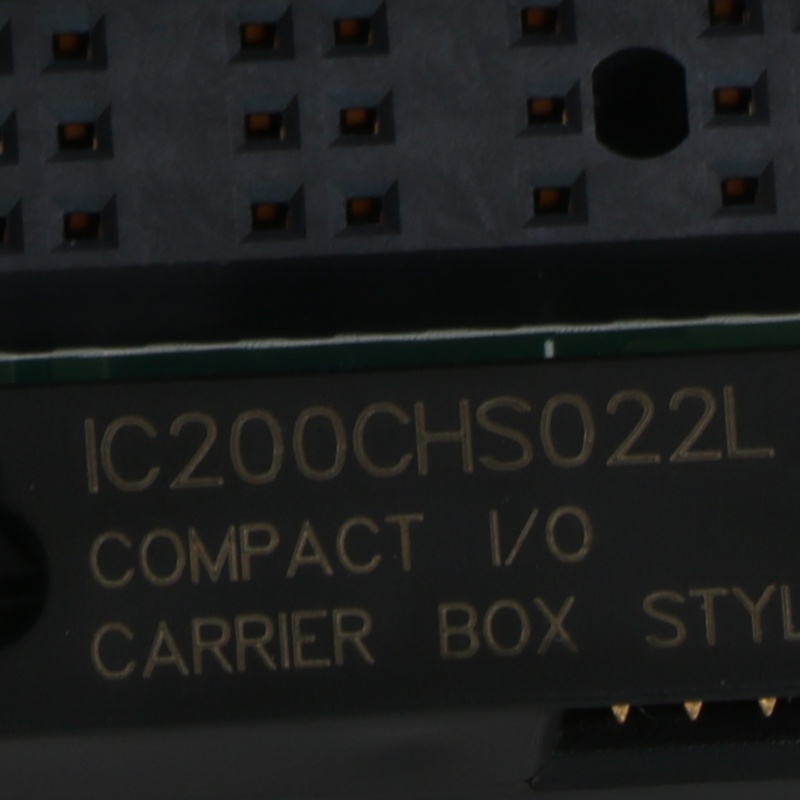 IC200CHS022L
COMPACT I/O
CARRIER BOX STYL